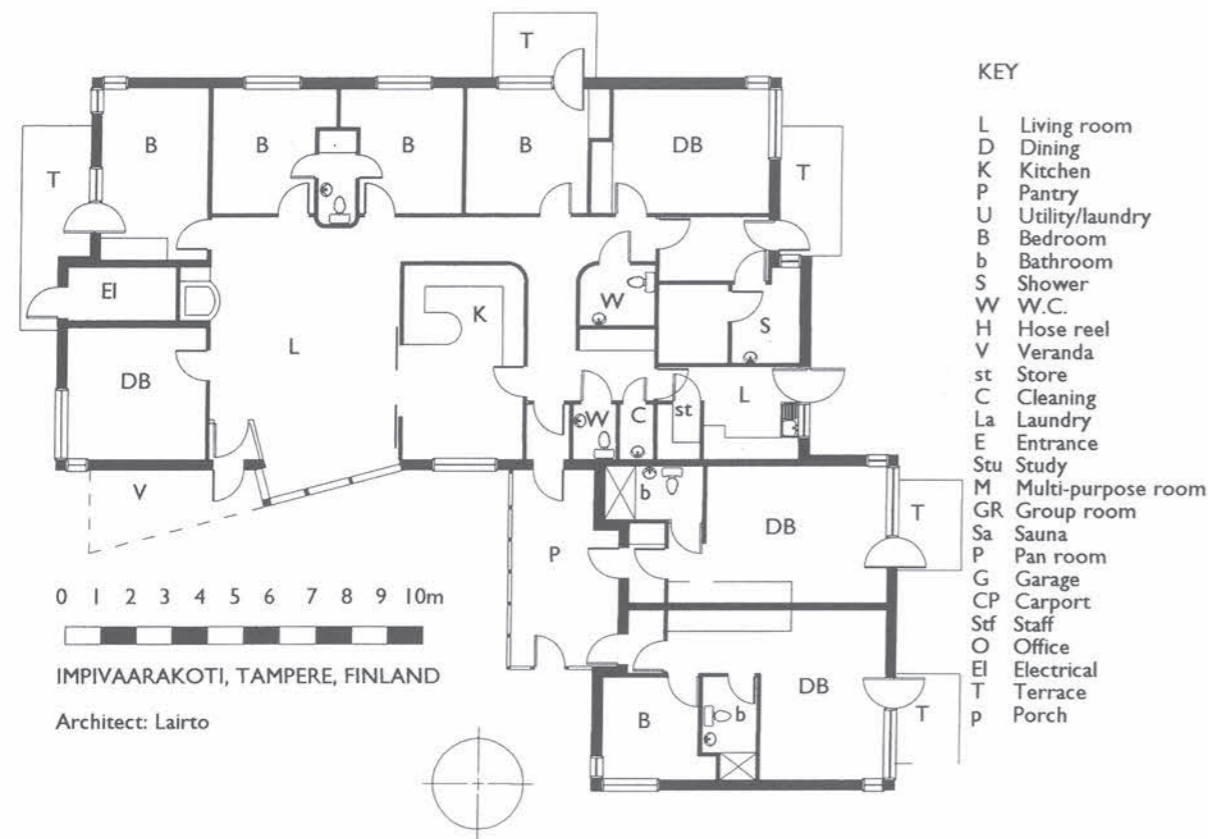 T
B
B
B
B
DB
T
T
El
W
K
S
L
DB
W
C
st
L
V
b
DB
T
P
0 1 2 3 4 5 6 7 8 9 10m
IMPIVAARAKOTI, TAMPERE, FINLAND
Architect: Lairto
DB
B
b
T
KEY
L Living room
D Dining
K Kitchen
P Pantry
U Utility/laundry
B Bedroom
b Bathroom
S Shower
W W.C.
H Hose reel
V Veranda
st Store
C Cleaning
La Laundry
E Entrance
Stu Study
M Multi-purpose room
GR Group room
Sa Sauna
P Pan room
G Garage
CP Carport
Stf Staff
O Office
El Electrical
T Terrace
p Porch